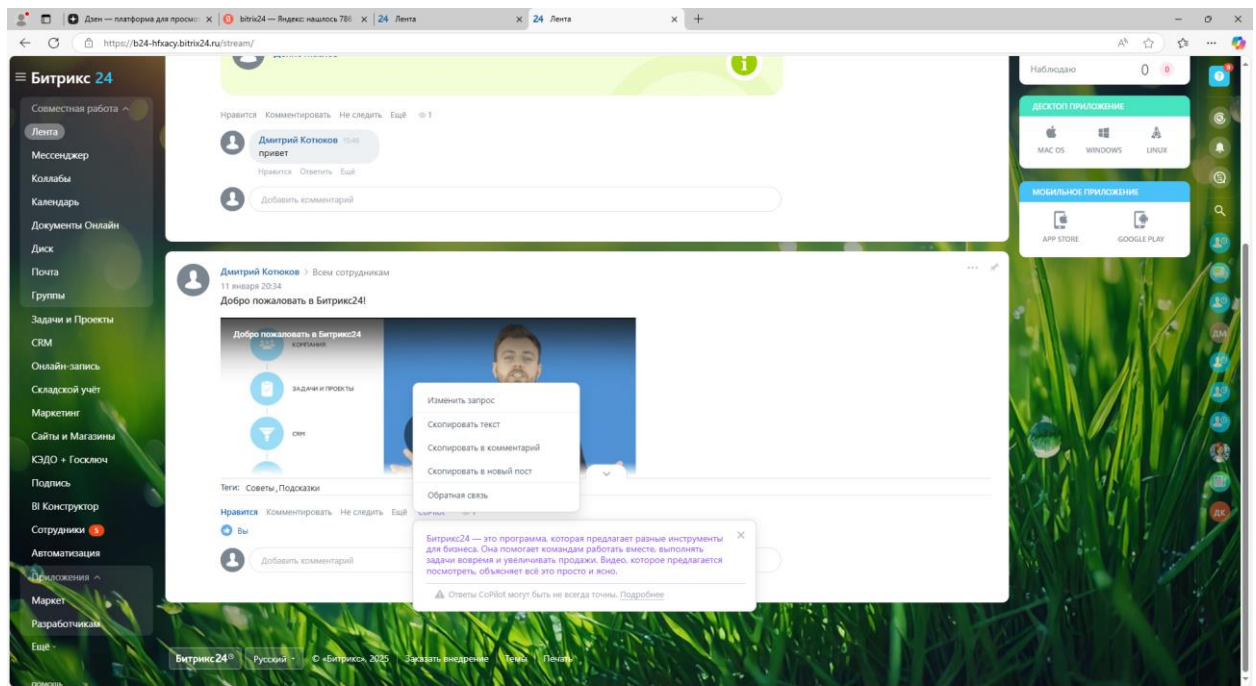 Дзен — платформа для просмо
bitrix24 — Яндекс: нашлось 786
24 Лента
24 Лента
https://b24-hfxacy.bitrix24.ru/stream/
Битрикс 24
Совместная работа
Лента
Мессенджер
Коллабы
Календарь
Документы Онлайн
Диск
Почта
Группы
Задачи и Проекты
CRM
Онлайн-запись
Складской учёт
Маркетинг
Сайты и Магазины
КЭДО + Госключ
Подпись
BI Конструктор
Сотрудники 5
Автоматизация
Приложения
Маркет
Разработчикам
Ещё
Нравится Комментировать Не следить Ещё 1
Дмитрий Котюков 15:46
привет
Нравится Ответить Ещё
Добавить комментарий
Дмитрий Котюков > Всем сотрудникам
11 января 20:34
Добро пожаловать в Битрикс24!
Добро пожаловать в Битрикс24
КОМПАНИЯ
ЗАДАЧИ И ПРОЕКТЫ
CRM
Изменить запрос
Скопировать текст
Скопировать в комментарий
Скопировать в новый пост
Обратная связь
Теги: Советы, Подсказки
Нравится Комментировать Не следить Ещё CoPilot 1
Вы
Добавить комментарий
Битрикс24 — это программа, которая предлагает разные инструменты
для бизнеса. Она помогает командам работать вместе, выполнять
задачи вовремя и увеличивать продажи. Видео, которое предлагается
посмотреть, объясняет всё это просто и ясно.
Ответы CoPilot могут быть не всегда точны. Подробнее
Битрикс24® Русский © «Битрикс», 2025 Заказать внедрение Темы Печать
Наблюдаю 0 0
ДЕСКТОП ПРИЛОЖЕНИЕ
MAC OS WINDOWS LINUX
МОБИЛЬНОЕ ПРИЛОЖЕНИЕ
APP STORE GOOGLE PLAY
24
ДМ
ДК